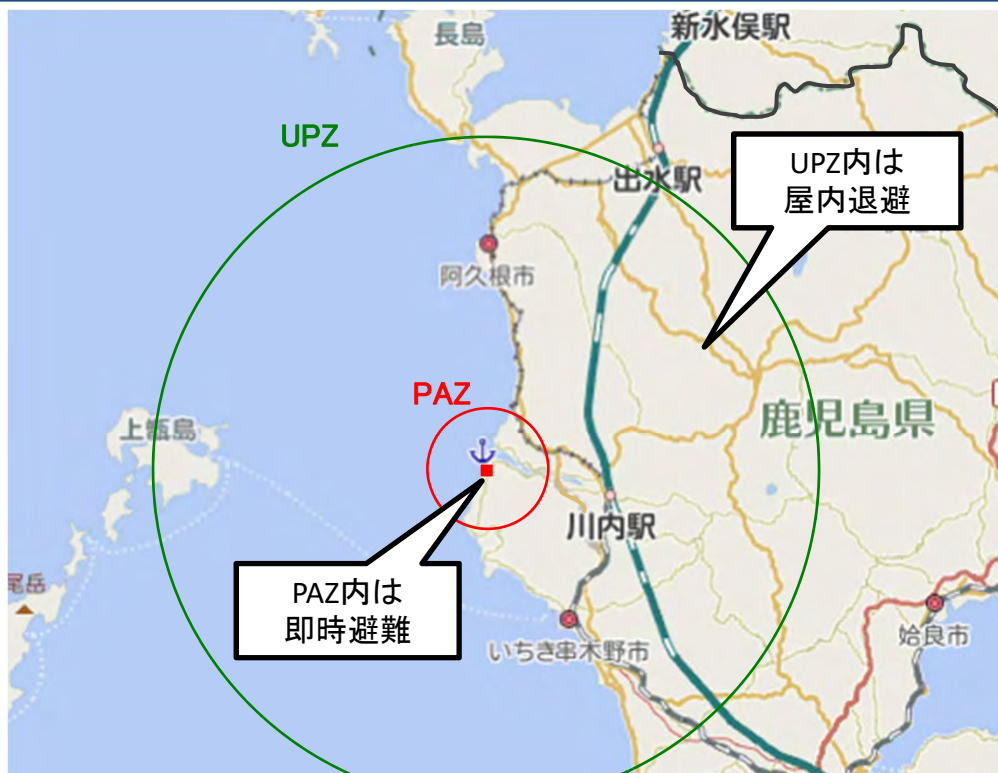 長島
新水俣駅
UPZ
UPZ内は
屋内退避
出水駅
阿久根市
PAZ
鹿児島県
上甑島
川内駅
PAZ内は
即時避難
尾岳
いちき串木野市
姶良市